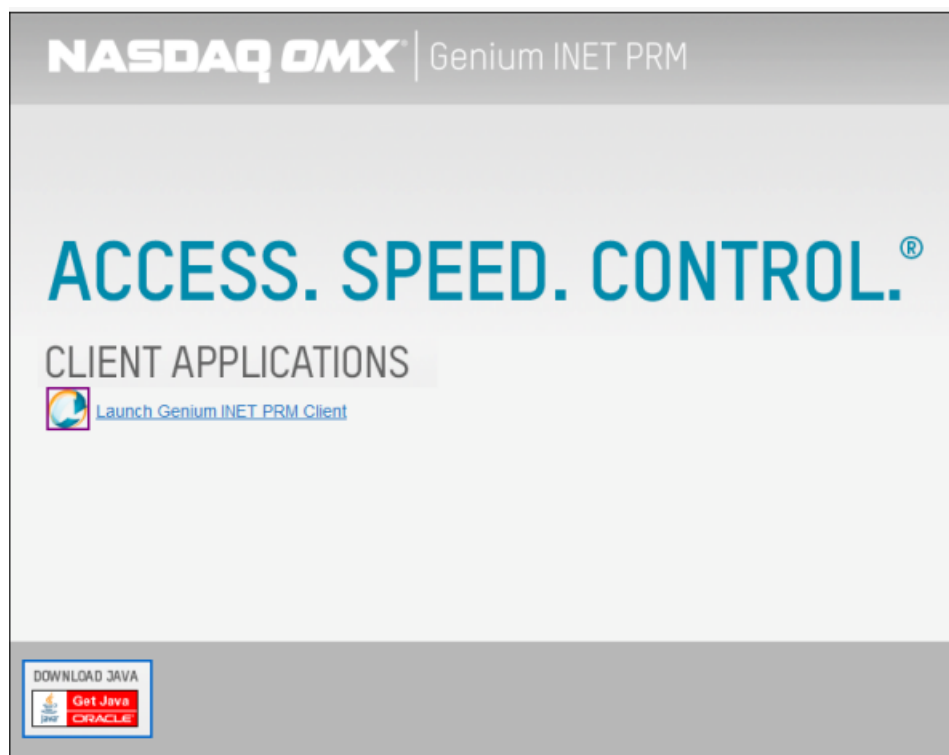 NASDAQ OMX® | Genium INET PRM
ACCESS. SPEED. CONTROL.®
CLIENT APPLICATIONS
Launch Genium INET PRM Client
DOWNLOAD JAVA
Get Java
Java
ORACLE